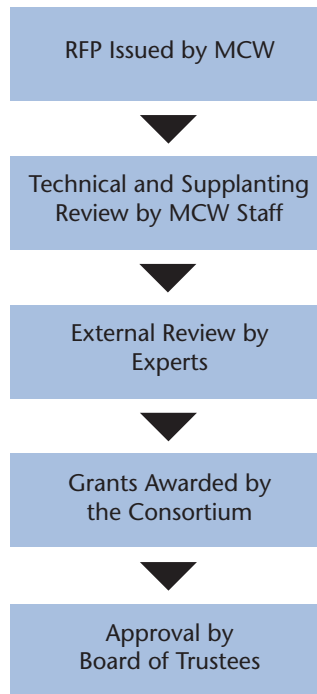 RFP Issued by MCW
Technical and Supplanting
Review by MCW Staff
External Review by
Experts
Grants Awarded by
the Consortium
Approval by
Board of Trustees